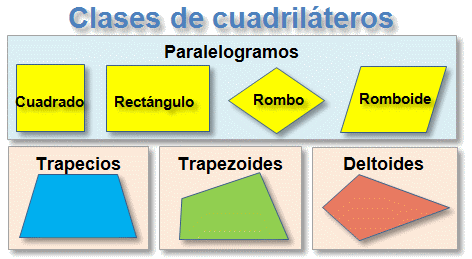 Clases de cuadriláteros
Paralelogramos
Cuadrado
Rectángulo
Rombo
Romboide
Trapecios
Trapezoides
Deltoides